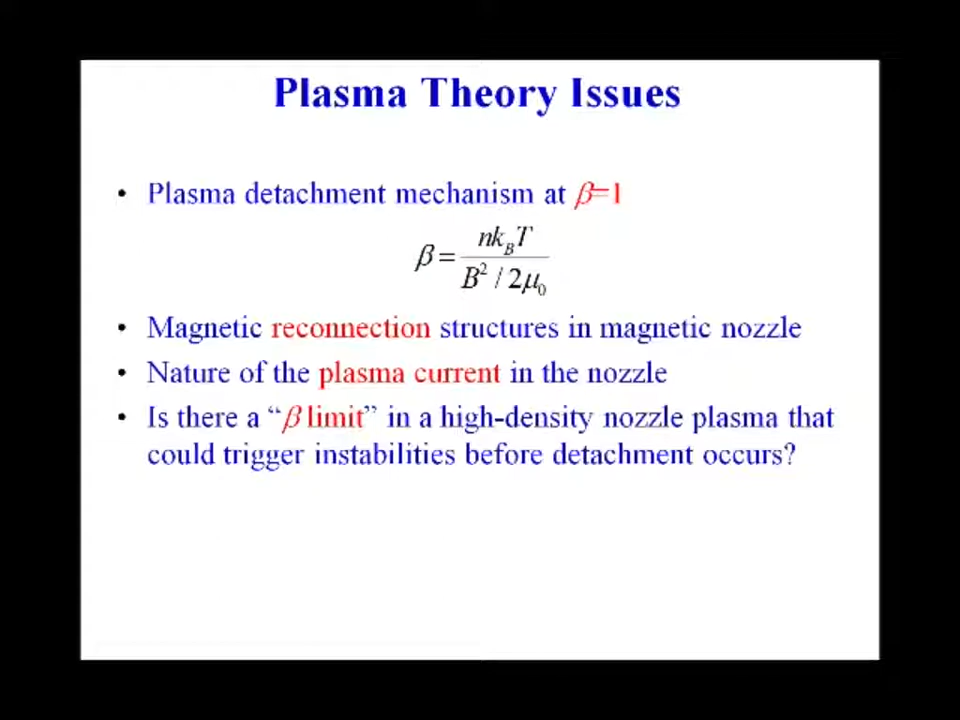 Plasma Theory Issues
• Plasma detachment mechanism at β=1
β = nk_BT / (B² / 2μ₀)
• Magnetic reconnection structures in magnetic nozzle
• Nature of the plasma current in the nozzle
• Is there a “β limit” in a high-density nozzle plasma that
could trigger instabilities before detachment occurs?